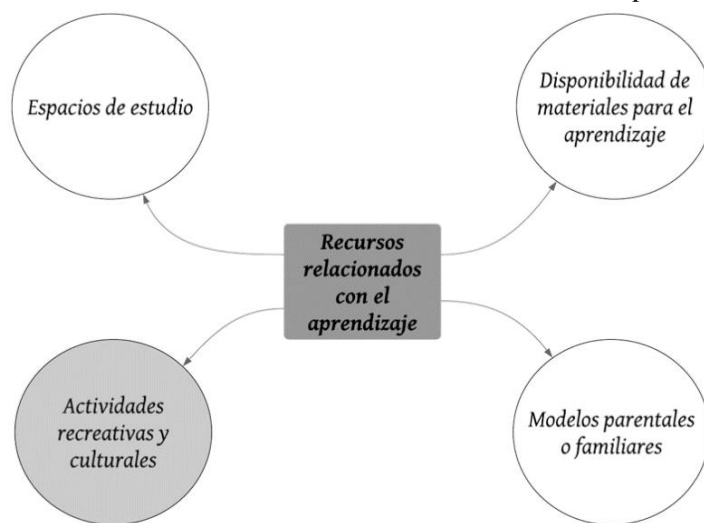 Espacios de estudio
Disponibilidad de
materiales para el
aprendizaje
Recursos
relacionados
con el
aprendizaje
Actividades
recreativas y
culturales
Modelos parentales
o familiares